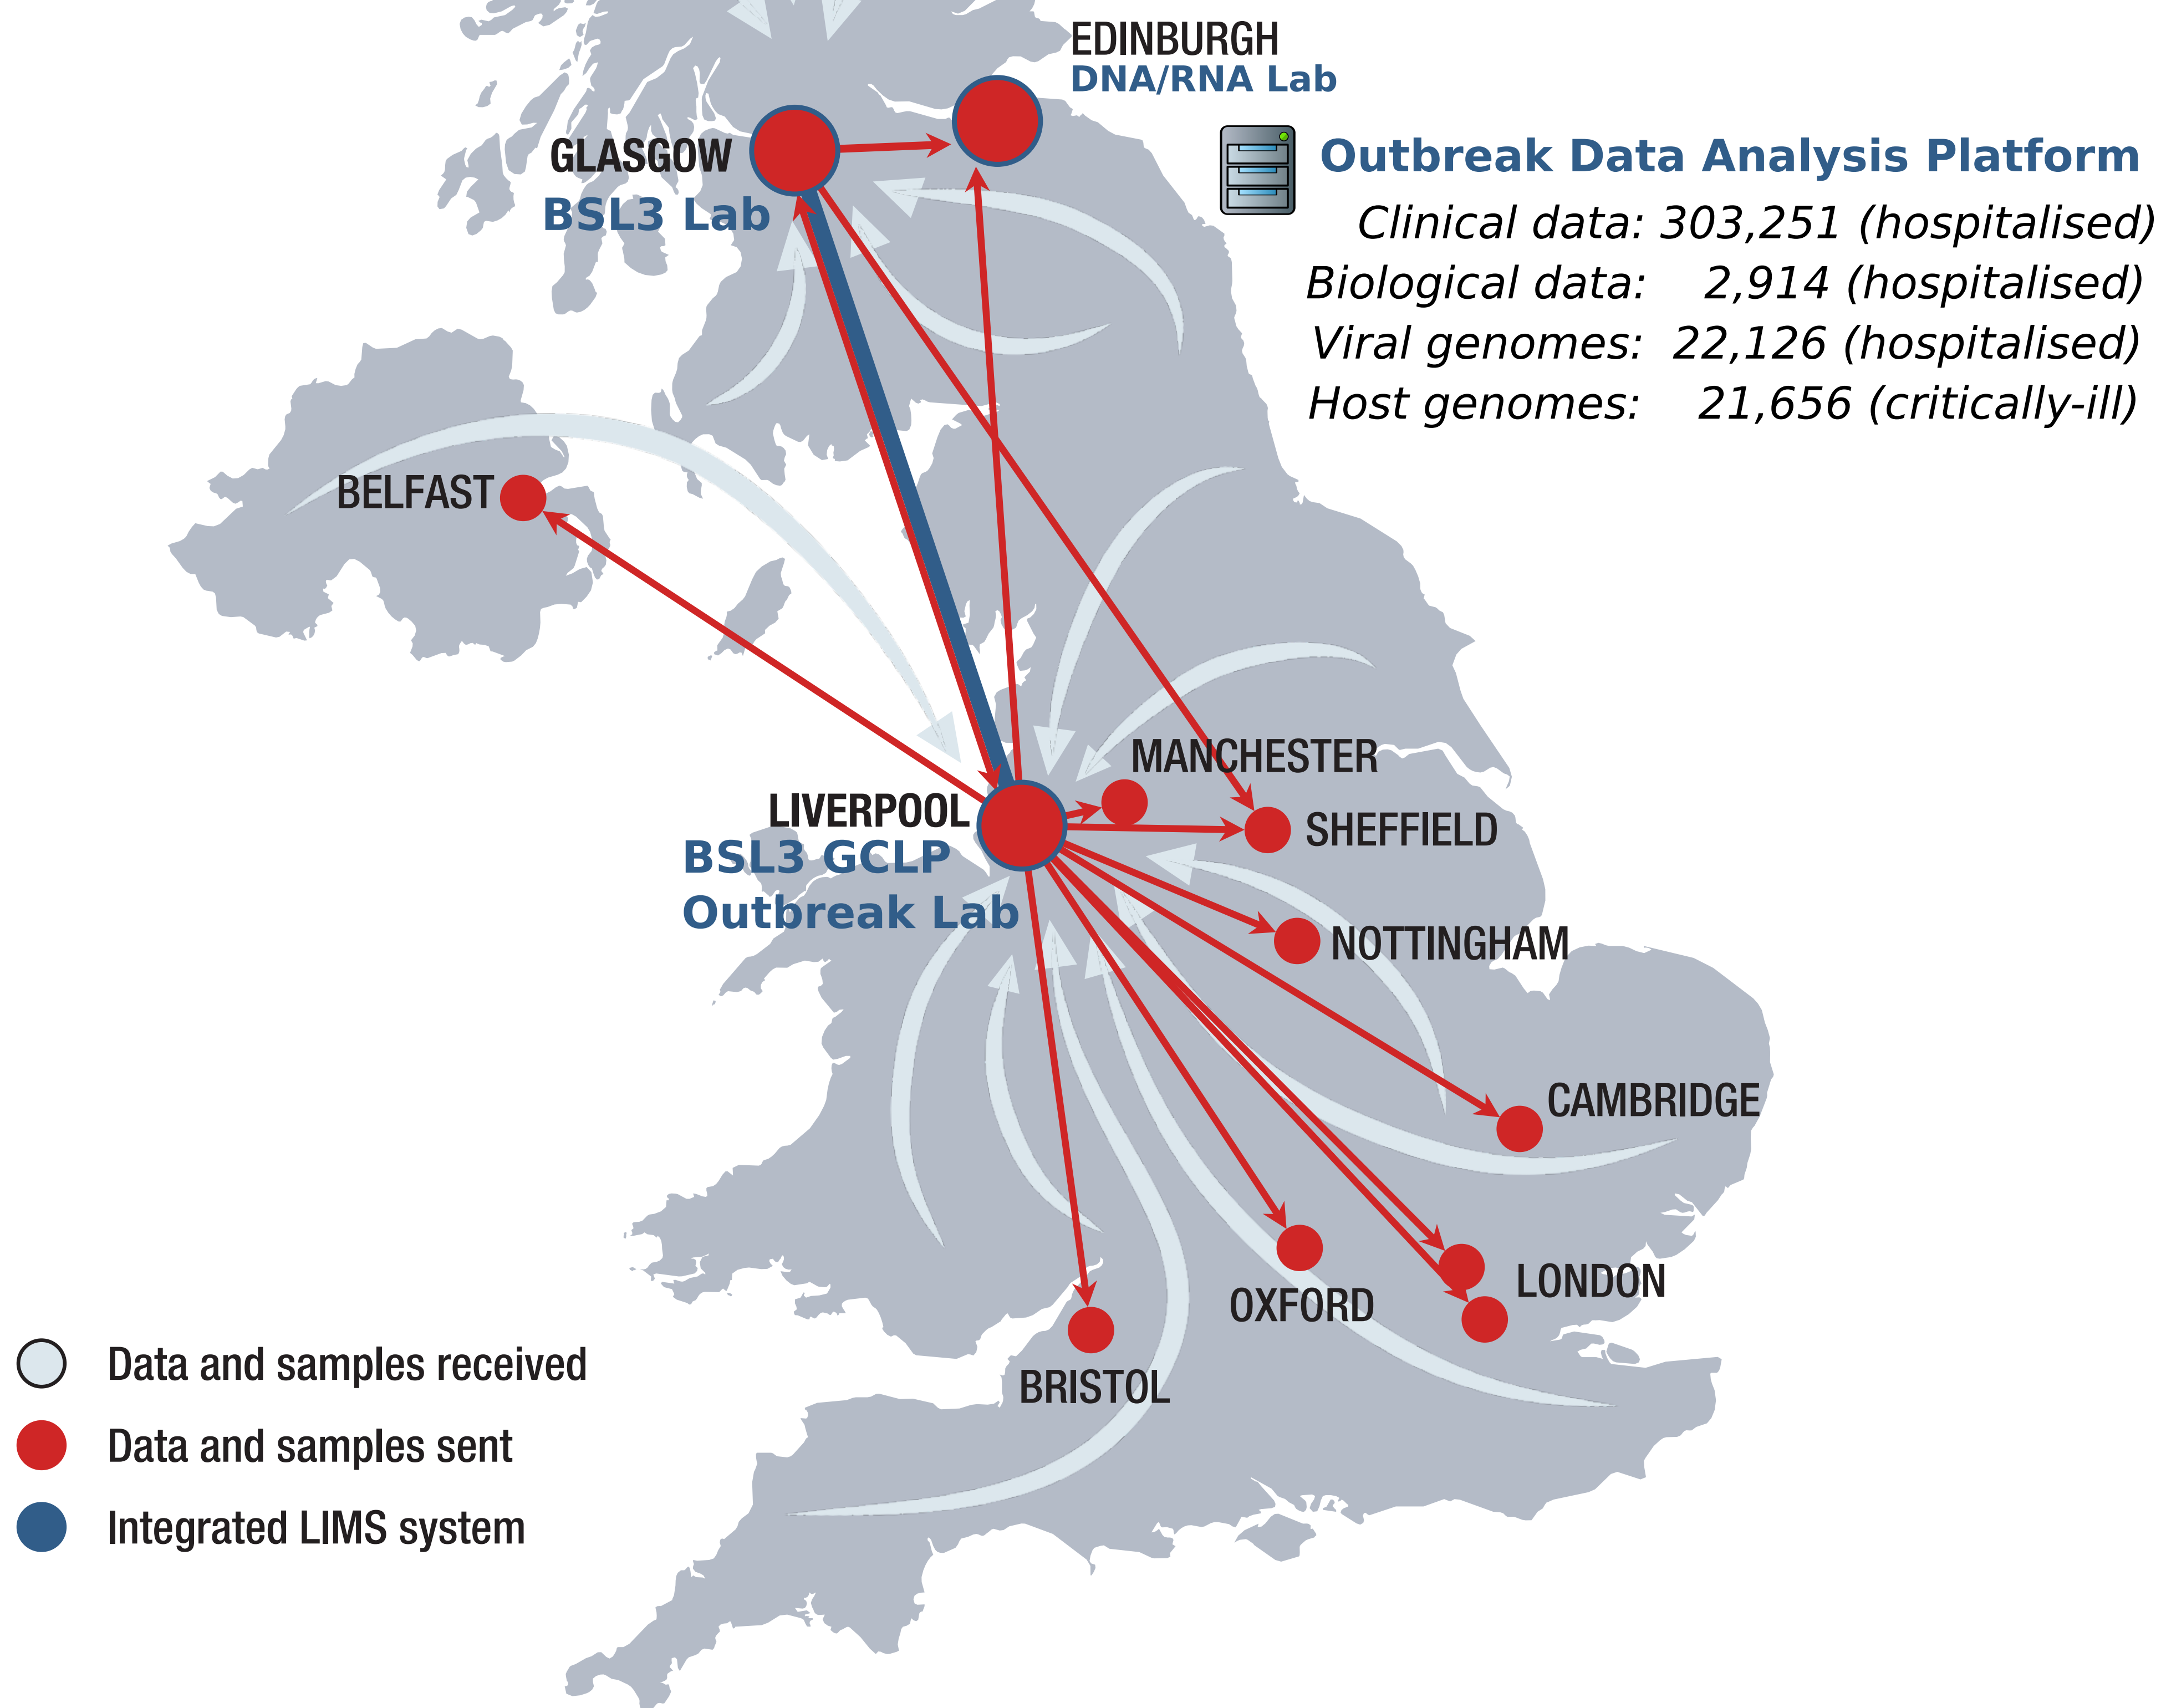 EDINBURGH
DNA/RNA Lab
GLASGOW
BSL3 Lab
Outbreak Data Analysis Platform
Clinical data: 303,251 (hospitalised)
Biological data: 2,914 (hospitalised)
Viral genomes: 22,126 (hospitalised)
Host genomes: 21,656 (critically-ill)
BELFAST
MANCHESTER
LIVERPOOL
BSL3 GCLP
Outbreak Lab
SHEFFIELD
NOTTINGHAM
CAMBRIDGE
LONDON
OXFORD
BRISTOL
Data and samples received
Data and samples sent
Integrated LIMS system